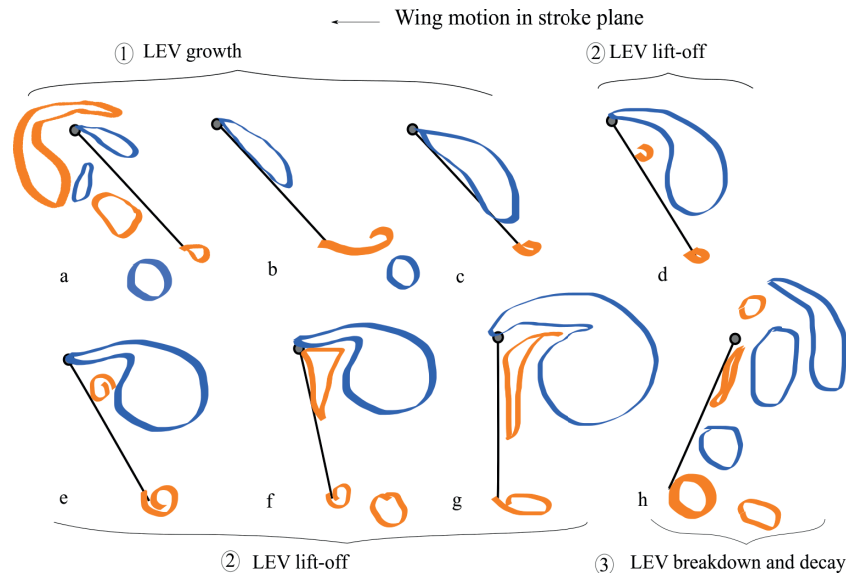 Wing motion in stroke plane
① LEV growth
② LEV lift-off
a
b
c
d
e
f
g
h
② LEV lift-off
③ LEV breakdown and decay